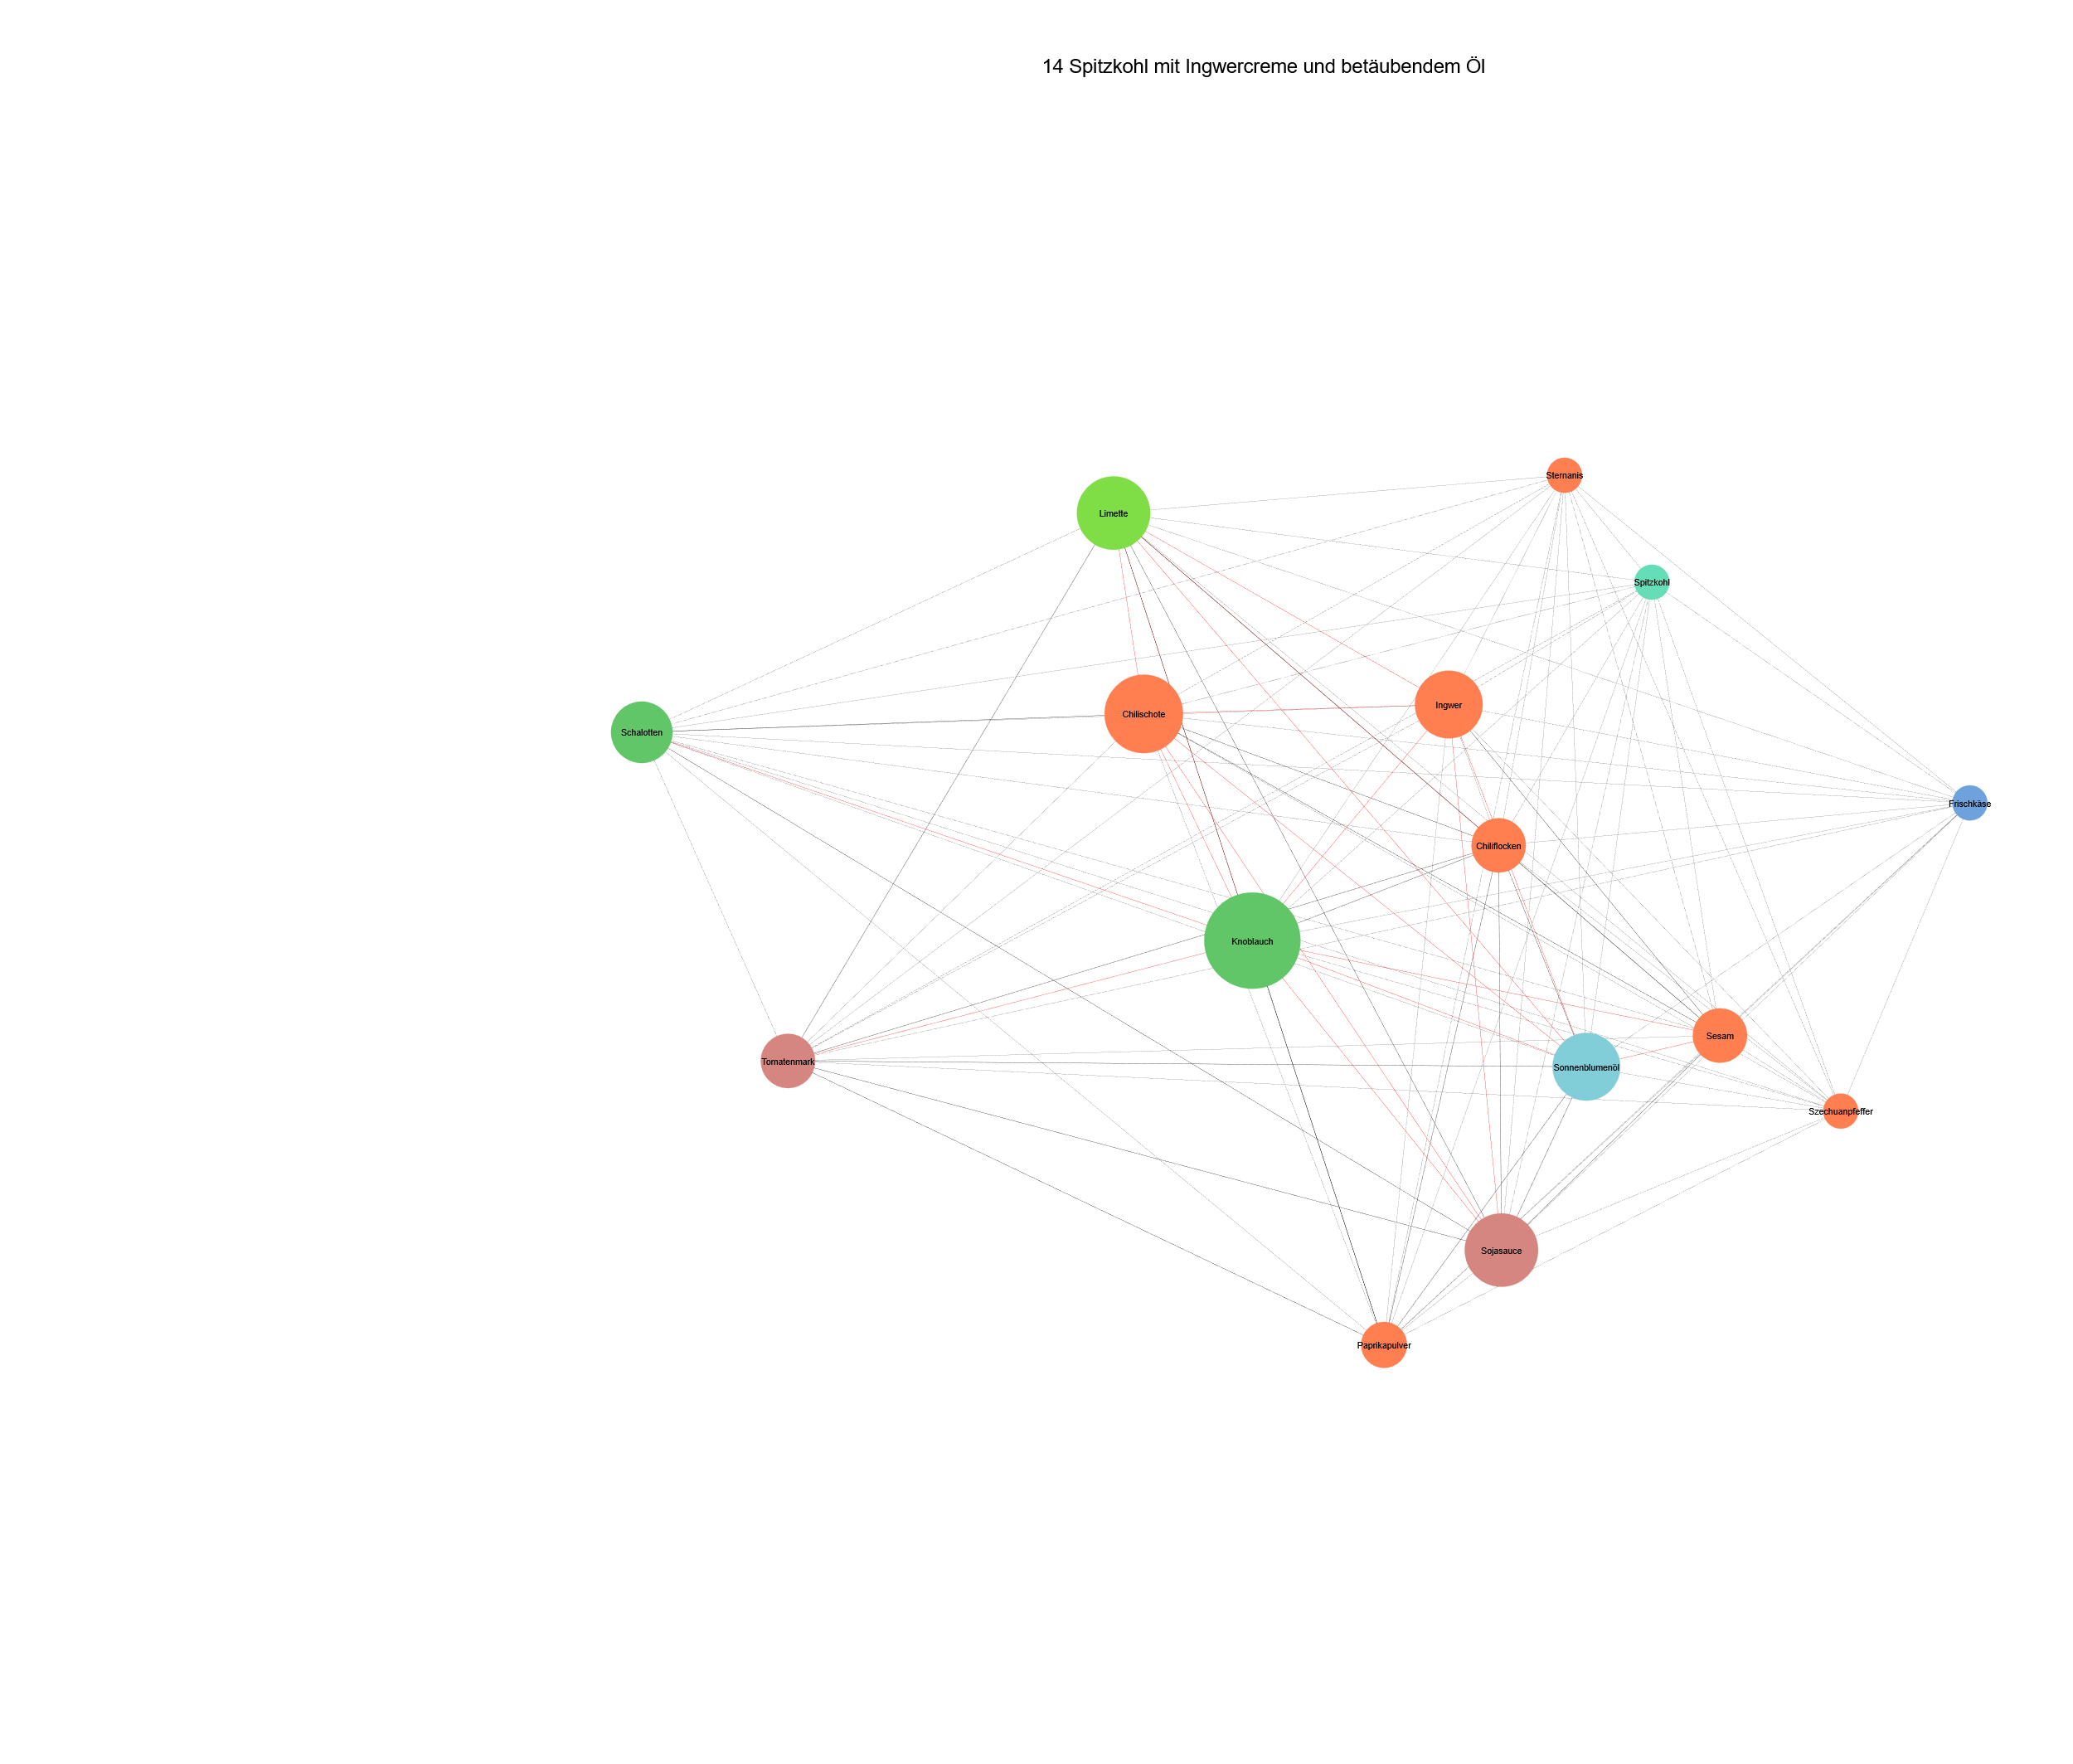 14 Spitzkohl mit Ingwercreme und betäubendem Öl
Sternanis
Limette
Spitzkohl
Ingwer
Chilischote
Schalotten
Frischkäse
Chiliflocken
Knoblauch
Sesam
Tomatenmark
Sonnenblumenöl
Szechuanpfeffer
Sojasauce
Paprikapulver